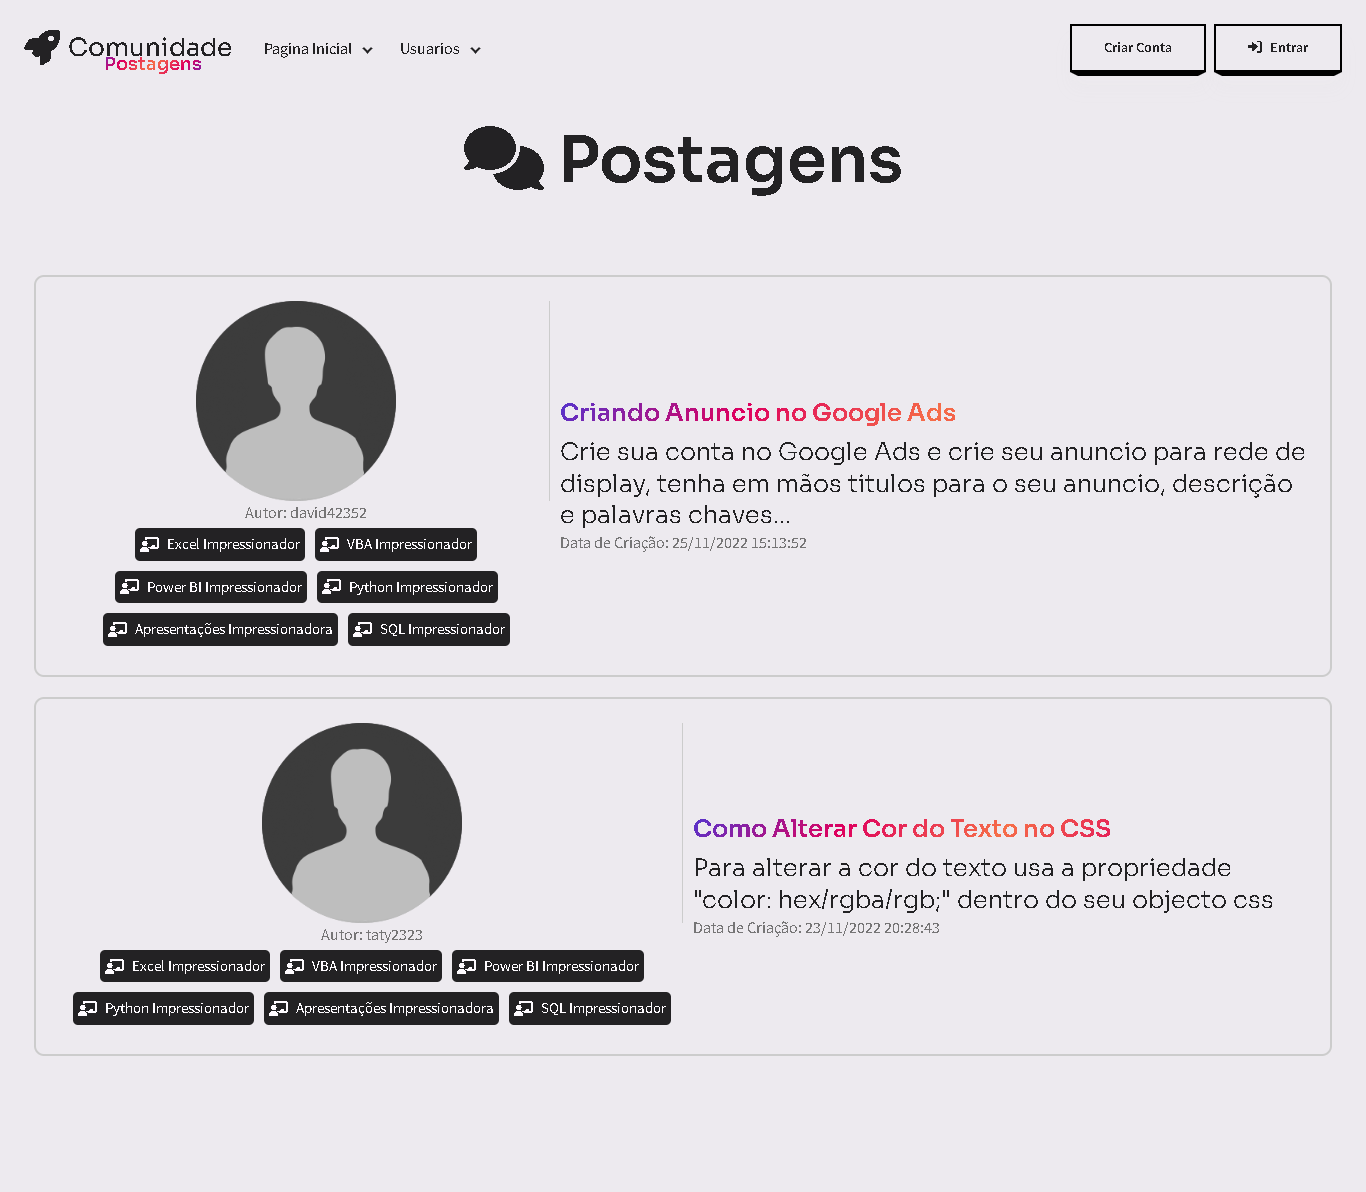 Comunidade
Postagens
Pagina Inicial
Usuarios
Criar Conta
Entrar
Postagens
Autor: david42352
Excel Impressionador
VBA Impressionador
Power BI Impressionador
Python Impressionador
Apresentações Impressionadora
SQL Impressionador
Criando Anuncio no Google Ads
Crie sua conta no Google Ads e crie seu anuncio para rede de
display, tenha em mãos titulos para o seu anuncio, descrição
e palavras chaves...
Data de Criação: 25/11/2022 15:13:52
Autor: taty2323
Excel Impressionador
VBA Impressionador
Power BI Impressionador
Python Impressionador
Apresentações Impressionadora
SQL Impressionador
Como Alterar Cor do Texto no CSS
Para alterar a cor do texto usa a propriedade
"color: hex/rgba/rgb;" dentro do seu objecto css
Data de Criação: 23/11/2022 20:28:43